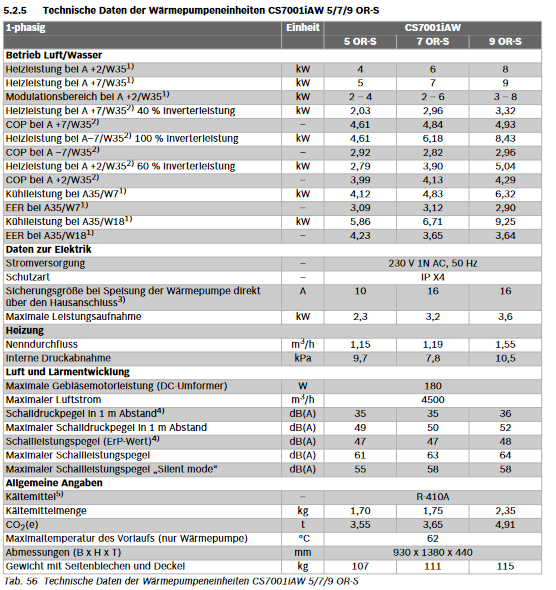 5.2.5 Technische Daten der Wärmepumpeneinheiten CS7001iAW 5/7/9 OR-S
1-phasig Einheit CS7001iAW
5 OR-S 7 OR-S 9 OR-S
Betrieb Luft/Wasser
Heizleistung bei A +2/W35¹⁾ kW 4 6 8
Heizleistung bei A +7/W35¹⁾ kW 5 7 9
Modulationsbereich bei A +2/W35¹⁾ kW 2 – 4 2 – 6 3 – 8
Heizleistung bei A +7/W35²⁾ 40 % Inverterleistung kW 2,03 2,96 3,32
COP bei A +7/W35²⁾ – 4,61 4,84 4,93
Heizleistung bei A–7/W35²⁾ 100 % Inverterleistung kW 4,61 6,18 8,43
COP bei A –7/W35²⁾ – 2,92 2,82 2,96
Heizleistung bei A +2/W35²⁾ 60 % Inverterleistung kW 2,79 3,90 5,04
COP bei A +2/W35²⁾ – 3,99 4,13 4,29
Kühlleistung bei A35/W7¹⁾ kW 4,12 4,83 6,32
EER bei A35/W7¹⁾ 3,09 3,12 2,90
Kühlleistung bei A35/W18¹⁾ kW 5,86 6,71 9,25
EER bei A35/W18¹⁾ – 4,23 3,65 3,64
Daten zur Elektrik
Stromversorgung – 230 V 1N AC, 50 Hz
Schutzart – IP X4
Sicherungsgröße bei Speisung der Wärmepumpe direkt A 10 16 16
über den Hausanschluss³⁾
Maximale Leistungsaufnahme kW 2,3 3,2 3,6
Heizung
Nenndurchfluss m³/h 1,15 1,19 1,55
Interne Druckabnahme kPa 9,7 7,8 10,5
Luft und Lärmentwicklung
Maximale Gebläsemotorleistung (DC-Umformer) W 180
Maximaler Luftstrom m³/h 4500
Schalldruckpegel in 1 m Abstand⁴⁾ dB(A) 35 35 36
Maximaler Schalldruckpegel in 1 m Abstand dB(A) 49 50 52
Schallleistungspegel (ErP-Wert)⁴⁾ dB(A) 47 47 48
Maximaler Schallleistungspegel dB(A) 61 63 64
Maximaler Schallleistungspegel „Silent mode“ dB(A) 55 58 58
Allgemeine Angaben
Kältemittel⁵⁾ – R-410A
Kältemittelmenge kg 1,70 1,75 2,35
CO₂(e) t 3,55 3,65 4,91
Maximaltemperatur des Vorlaufs (nur Wärmepumpe) °C 62
Abmessungen (B x H x T) mm 930 x 1380 x 440
Gewicht mit Seitenblechen und Deckel kg 107 111 115
Tab. 56 Technische Daten der Wärmepumpeneinheiten CS7001iAW 5/7/9 OR-S